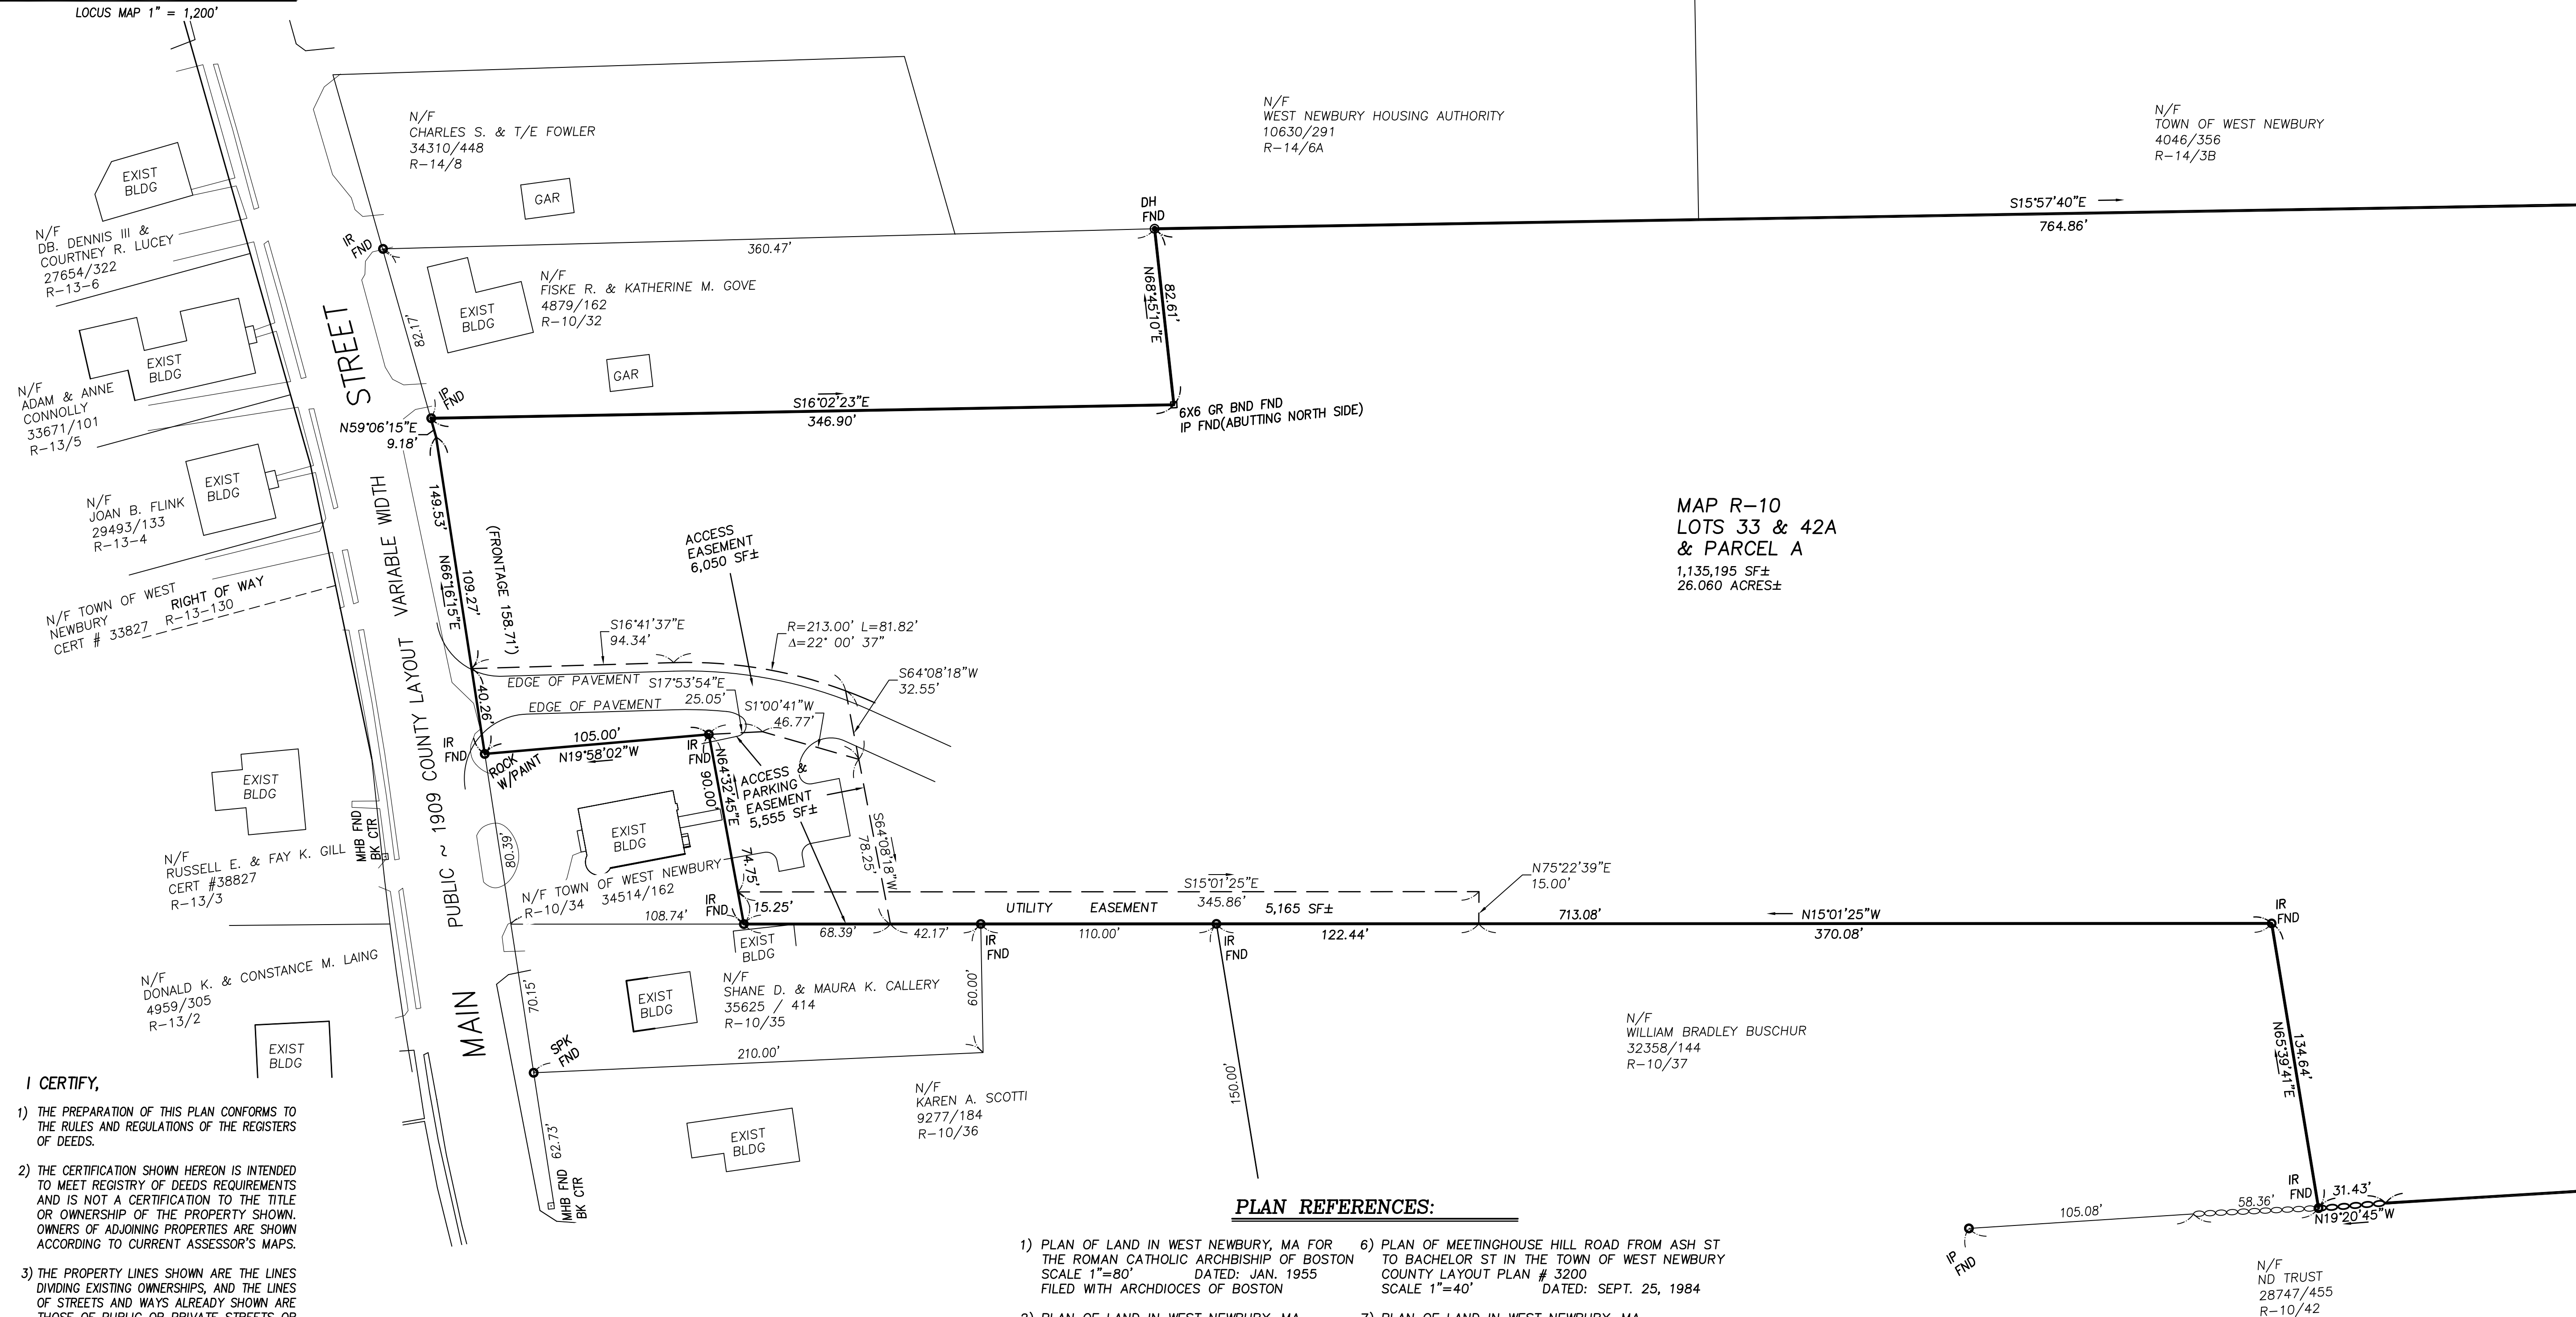 LOCUS MAP 1" = 1,200'
N/F
CHARLES S. & T/E FOWLER
34310/448
R-14/8
N/F
WEST NEWBURY HOUSING AUTHORITY
10630/291
R-14/6A
N/F
TOWN OF WEST NEWBURY
4046/356
R-14/3B
EXIST
BLDG
GAR
N/F
DB. DENNIS III &
COURTNEY R. LUCEY
27654/322
R-13-6
IR
FND
360.47'
DH
FND
S15°57'40"E
764.86'
N/F
FISKE R. & KATHERINE M. GOVE
4879/162
R-10/32
EXIST
BLDG
82.17'
GAR
N68°45'10"E
82.61'
EXIST
BLDG
N/F
ADAM & ANNE
CONNOLLY
33671/101
R-13/5
IP
FND
N59°06'15"E
9.18'
S16°02'23"E
346.90'
6X6 GR BND FND
IP FND(ABUTTING NORTH SIDE)
EXIST
BLDG
N/F
JOAN B. FLINK
29493/133
R-13-4
149.53'
N66°16'15"E
109.27'
(FRONTAGE 158.71')
40.26'
MAP R-10
LOTS 33 & 42A
& PARCEL A
1,135,195 SF±
26.060 ACRES±
ACCESS
EASEMENT
6,050 SF±
N/F TOWN OF WEST
NEWBURY
CERT # 33827
RIGHT OF WAY
R-13-130
S16°41'37"E
94.34'
R=213.00' L=81.82'
Δ=22° 00' 37"
S64°08'18"W
32.55'
EDGE OF PAVEMENT
S17°53'54"E
25.05'
EDGE OF PAVEMENT
S1°00'41"W
46.77'
IR
FND
105.00'
N19°58'02"W
IR
FND
ROCK
W/PAINT
N64°32'45"E
90.00'
74.75'
ACCESS &
PARKING
EASEMENT
5,555 SF±
S64°08'18"W
78.25'
MAIN STREET
PUBLIC ~ 1909 COUNTY LAYOUT VARIABLE WIDTH
EXIST
BLDG
EXIST
BLDG
80.39'
MHB FND
BK CTR
N/F
RUSSELL E. & FAY K. GILL
CERT #38827
R-13/3
N/F TOWN OF WEST NEWBURY
R-10/34 34514/162
108.74'
IR
FND
15.25'
EXIST
BLDG
68.39'
42.17'
IR
FND
UTILITY EASEMENT
S15°01'25"E
345.86'
5,165 SF±
110.00'
IR
FND
122.44'
N75°22'39"E
15.00'
713.08'
N15°01'25"W
370.08'
IR
FND
N/F
DONALD K. & CONSTANCE M. LAING
4959/305
R-13/2
EXIST
BLDG
70.15'
EXIST
BLDG
N/F
SHANE D. & MAURA K. CALLERY
35625 / 414
R-10/35
60.00'
SPK
FND
210.00'
N/F
WILLIAM BRADLEY BUSCHUR
32358/144
R-10/37
N65°39'41"E
134.64'
N/F
KAREN A. SCOTTI
9277/184
R-10/36
150.00'
EXIST
BLDG
62.73'
MHB FND
BK CTR
IR
FND
31.43'
N19°20'45"W
58.36'
105.08'
IP
FND
N/F
ND TRUST
28747/455
R-10/42
I CERTIFY,
1) THE PREPARATION OF THIS PLAN CONFORMS TO
THE RULES AND REGULATIONS OF THE REGISTERS
OF DEEDS.
2) THE CERTIFICATION SHOWN HEREON IS INTENDED
TO MEET REGISTRY OF DEEDS REQUIREMENTS
AND IS NOT A CERTIFICATION TO THE TITLE
OR OWNERSHIP OF THE PROPERTY SHOWN.
OWNERS OF ADJOINING PROPERTIES ARE SHOWN
ACCORDING TO CURRENT ASSESSOR'S MAPS.
3) THE PROPERTY LINES SHOWN ARE THE LINES
DIVIDING EXISTING OWNERSHIPS, AND THE LINES
OF STREETS AND WAYS ALREADY SHOWN ARE
THOSE OF PUBLIC OR PRIVATE STREETS OR
PLAN REFERENCES:
1) PLAN OF LAND IN WEST NEWBURY, MA FOR
THE ROMAN CATHOLIC ARCHBISHIP OF BOSTON
SCALE 1"=80' DATED: JAN. 1955
FILED WITH ARCHDIOCES OF BOSTON
6) PLAN OF MEETINGHOUSE HILL ROAD FROM ASH ST
TO BACHELOR ST IN THE TOWN OF WEST NEWBURY
COUNTY LAYOUT PLAN # 3200
SCALE 1"=40' DATED: SEPT. 25, 1984
2) PLAN OF LAND IN WEST NEWBURY, MA
7) PLAN OF LAND IN WEST NEWBURY, MA